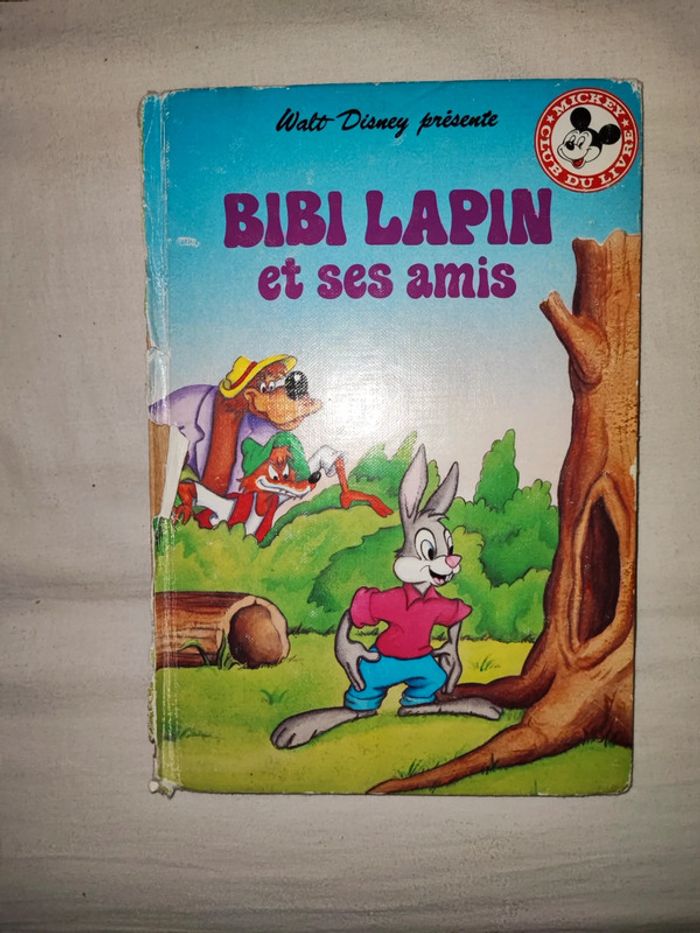 Walt Disney présente
MICKEY
CLUB DU LIVRE
BIBI LAPIN
et ses amis